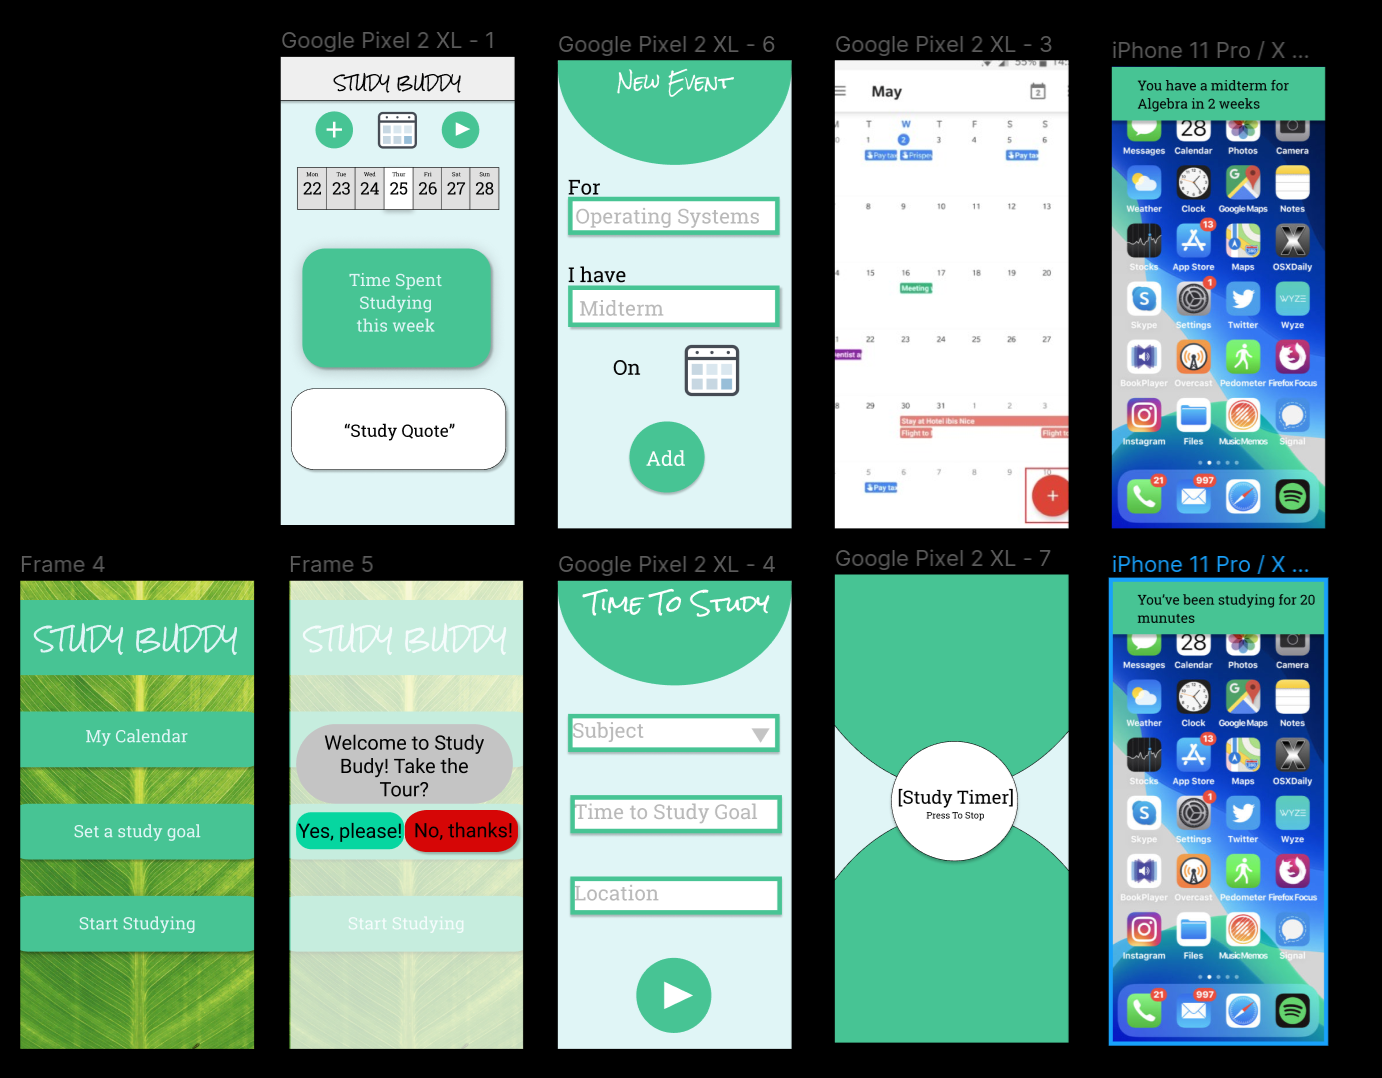 Google Pixel 2 XL - 1
STUDY BUDDY
Mon Tue Wed Thur Fri Sat Sun
22 23 24 25 26 27 28
Time Spent
Studying
this week
“Study Quote”
Google Pixel 2 XL - 6
New Event
For
Operating Systems
I have
Midterm
On
Add
Google Pixel 2 XL - 3
55%
May
2
T W T F S S
1 2 3 4 5 6
Pay tax
8 9 10 11 12 13
15 16 17 18 19 20
Meeting
22 23 24 25 26 27
29 30 31 1 2 3
Stay at Hotel ibis Nice
Flight to
Flight t
5 6 7 8 9 10
Pay tax
iPhone 11 Pro / X ...
You have a midterm for
Algebra in 2 weeks
28
Messages Calendar Photos Camera
Weather Clock Google Maps Notes
13
Stocks App Store Maps OSXDaily
1
WYZE
Skype Settings Twitter Wyze
BookPlayer Overcast Pedometer Firefox Focus
Instagram Files Music Memos Signal
21 997
Frame 4
STUDY BUDDY
My Calendar
Set a study goal
Start Studying
Frame 5
STUDY BUDDY
Welcome to Study
Budy! Take the
Tour?
Yes, please! No, thanks!
Start Studying
Google Pixel 2 XL - 4
Time To Study
Subject
Time to Study Goal
Location
Google Pixel 2 XL - 7
[Study Timer]
Press To Stop
iPhone 11 Pro / X ...
You’ve been studying for 20
munutes
28
Messages Calendar Photos Camera
Weather Clock Google Maps Notes
13
Stocks App Store Maps OSXDaily
1
WYZE
Skype Settings Twitter Wyze
BookPlayer Overcast Pedometer Firefox Focus
Instagram Files Music Memos Signal
21 997